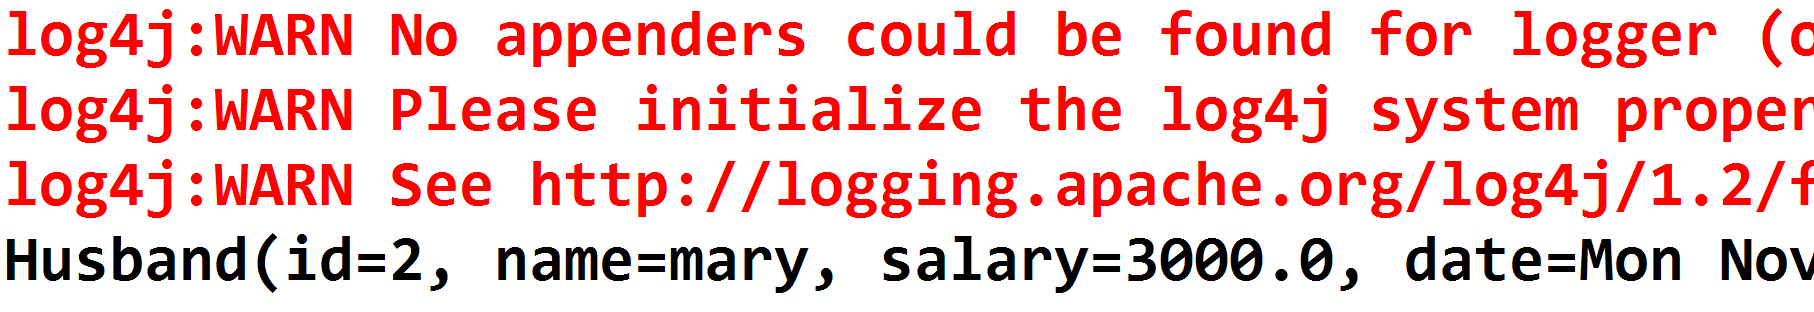 log4j:WARN No appenders could be found for logger (o
log4j:WARN Please initialize the log4j system proper
log4j:WARN See http://logging.apache.org/log4j/1.2/f
Husband(id=2, name=mary, salary=3000.0, date=Mon Nov